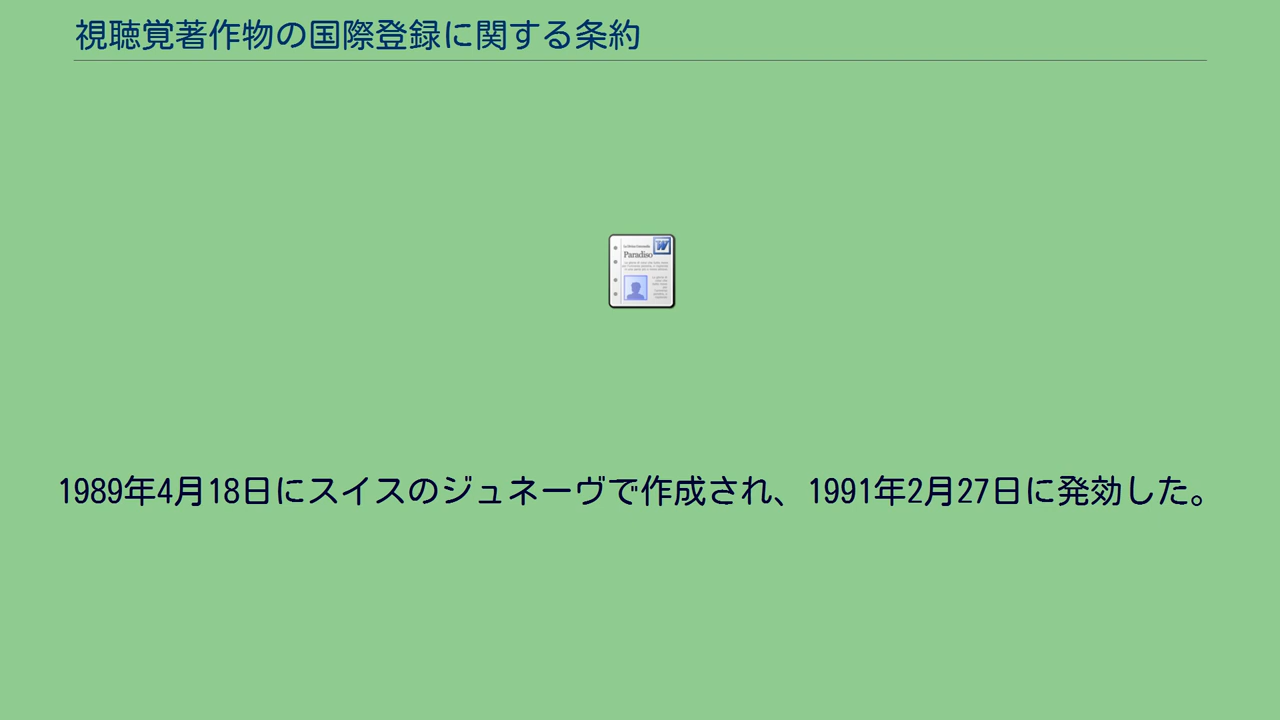 視聴覚著作物の国際登録に関する条約
Paradiso
W
1989年4月18日にスイスのジュネーヴで作成され、1991年2月27日に発効した。